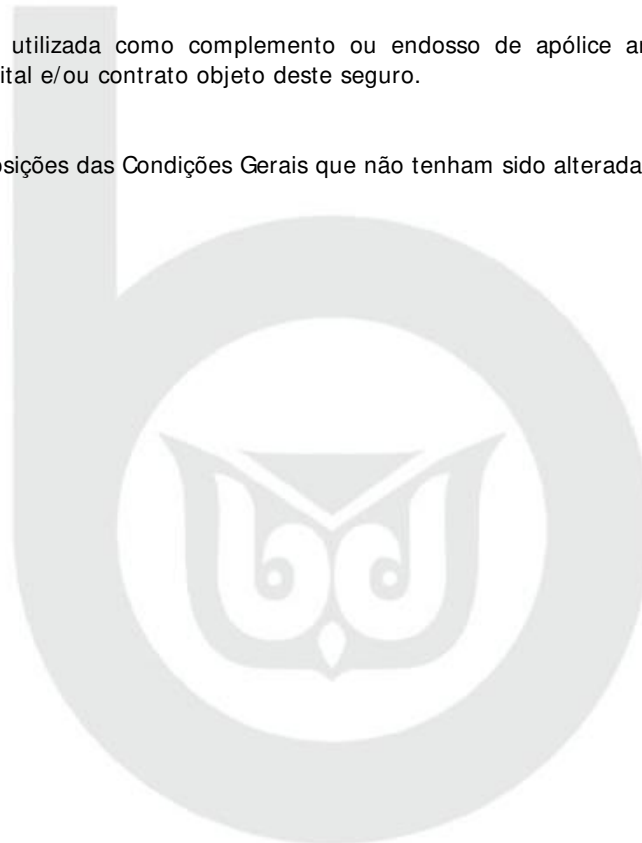 utilizada como complemento ou endosso de apólice
ital e/ou contrato objeto deste seguro.
osições das Condições Gerais que não tenham sido alterada